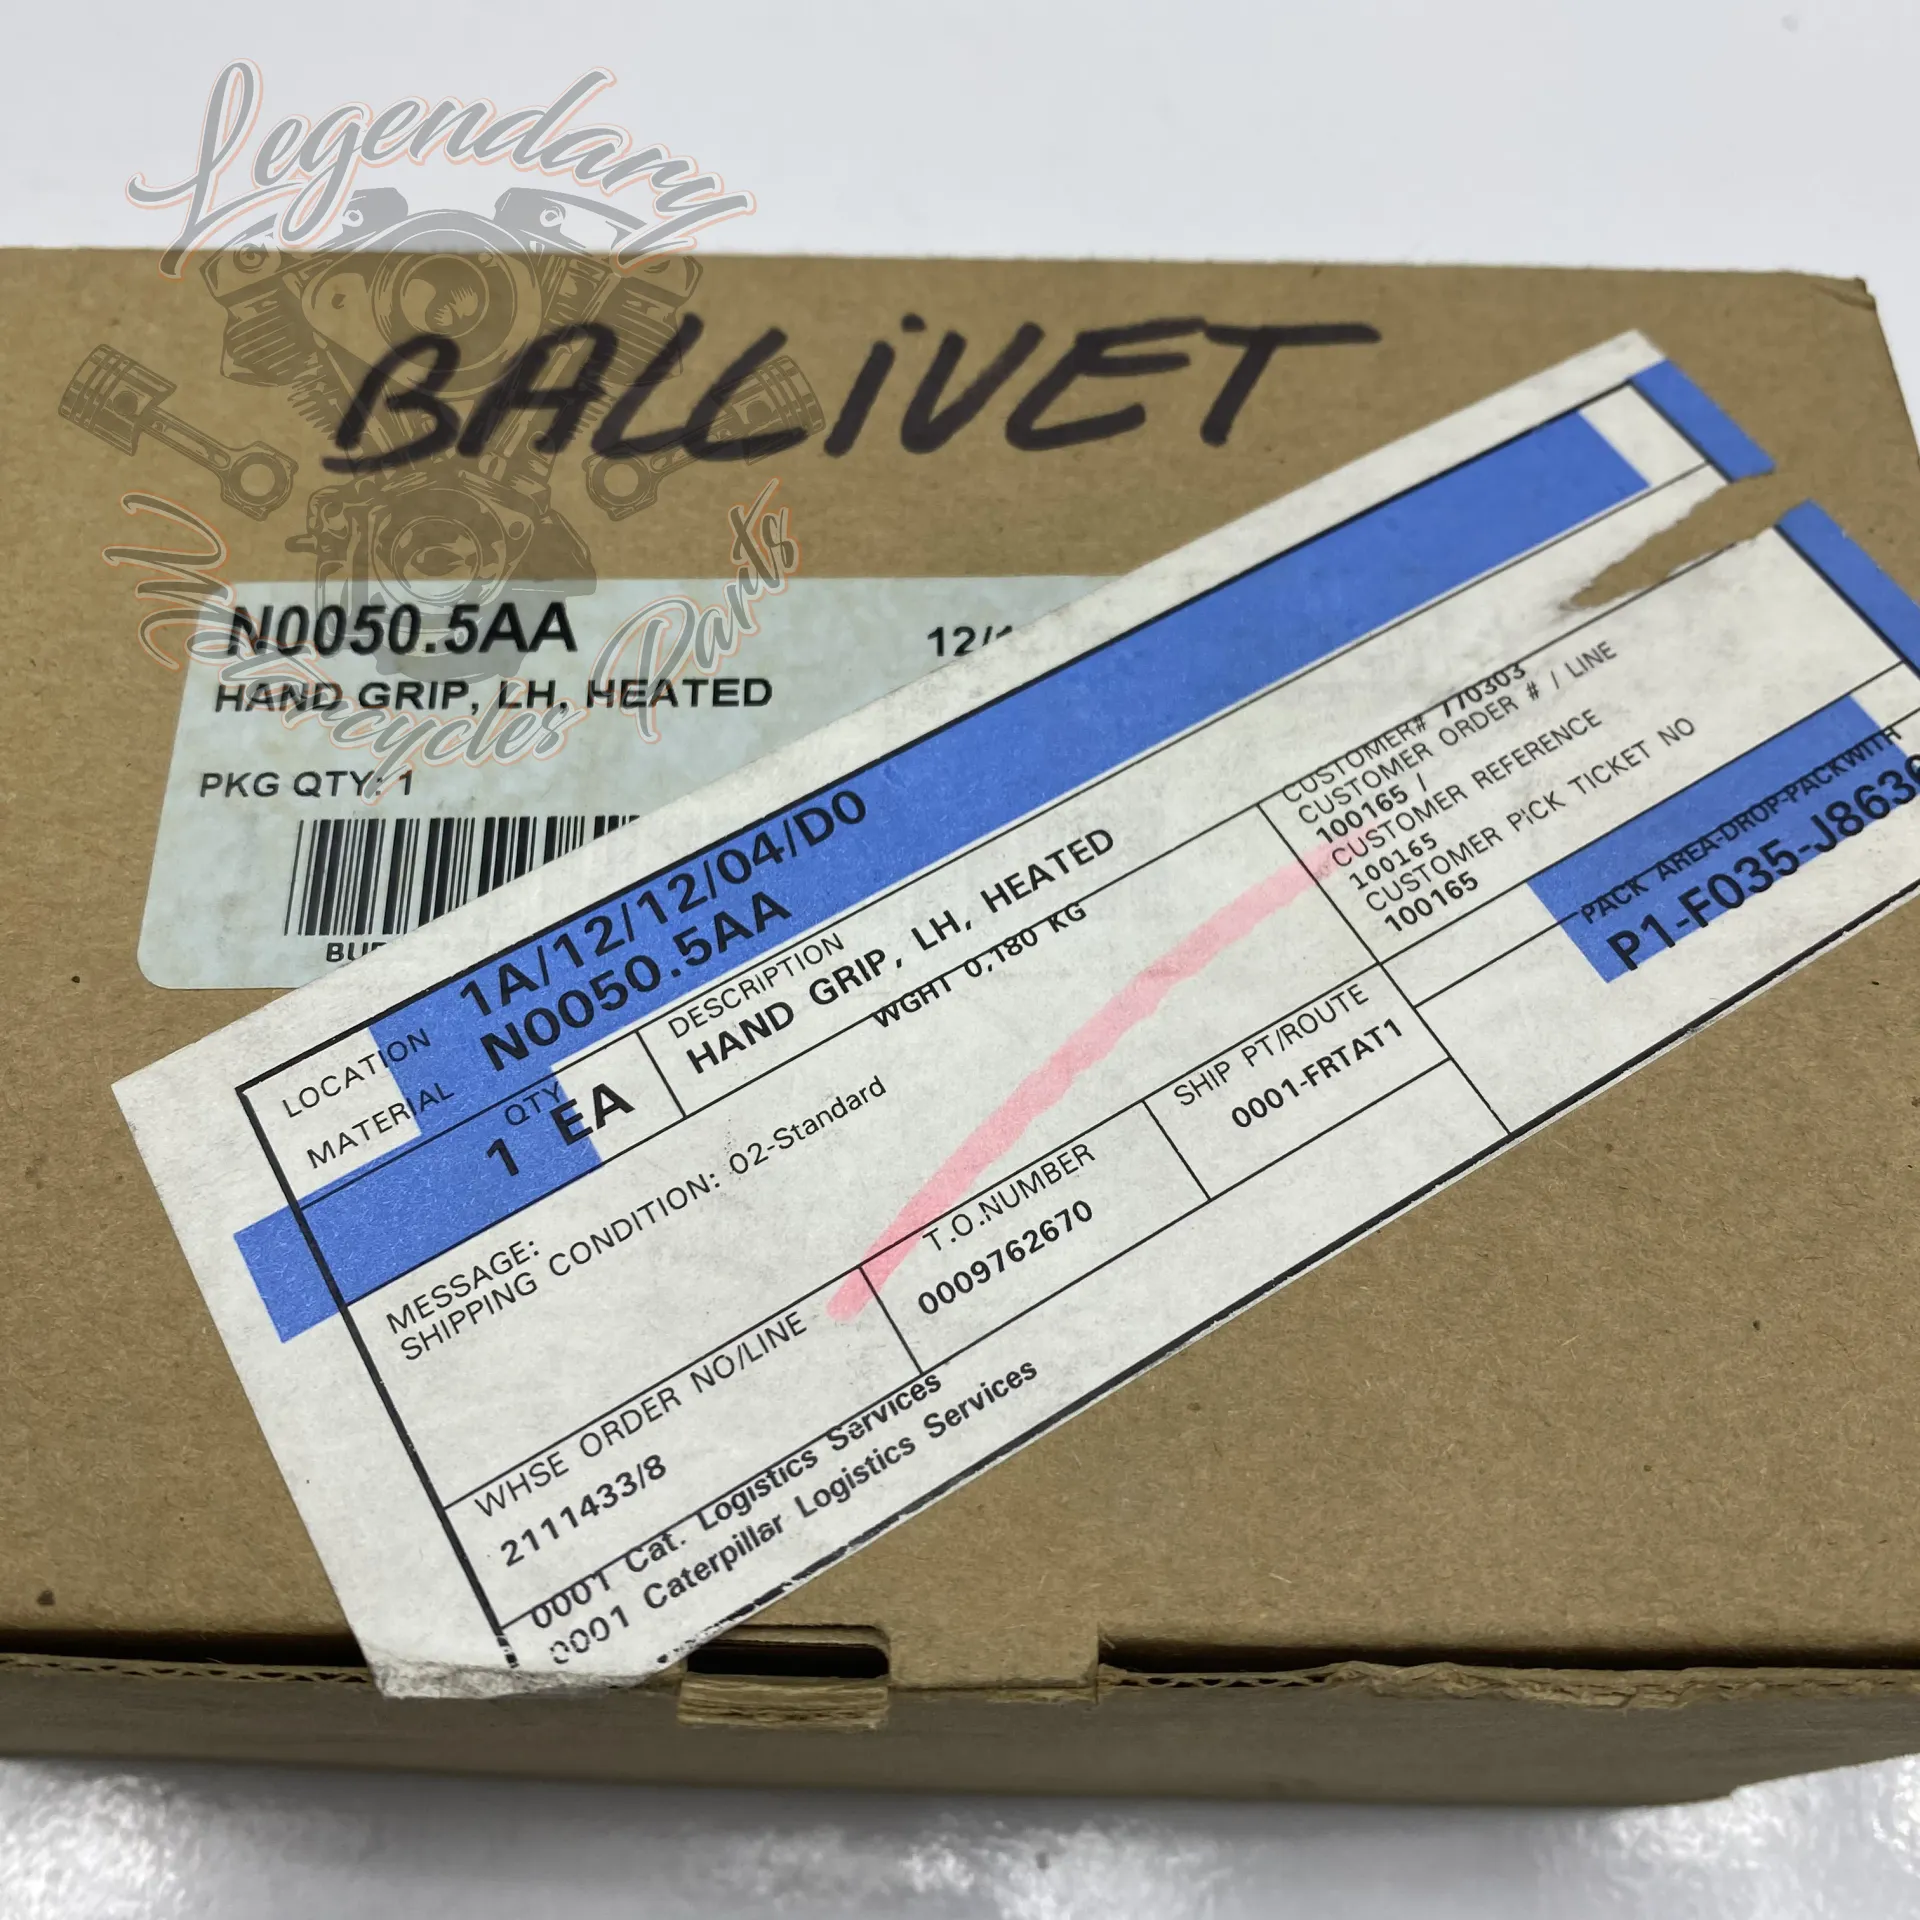 Legendary
Motorcycles Parts
BALLiVET
N0050.5AA
12/1
HAND GRIP, LH, HEATED
PKG QTY: 1
LOCATION 1A/12/12/04/D0
MATERIAL N0050.5AA
QTY
1 EA
DESCRIPTION
HAND GRIP, LH, HEATED
WGHT 0,180 KG
CUSTOMER# 770303
CUSTOMER ORDER # / LINE
100165 /
CUSTOMER REFERENCE
100165
CUSTOMER PICK TICKET NO
100165
PACK AREA-DROP-PACKWITH
P1-F035-J8636
MESSAGE:
SHIPPING CONDITION: 02-Standard
WHSE ORDER NO/LINE
2111433/8
T.O.NUMBER
0009762670
SHIP PT/ROUTE
0001-FRTAT1
0001 Cat. Logistics Services
0001 Caterpillar Logistics Services